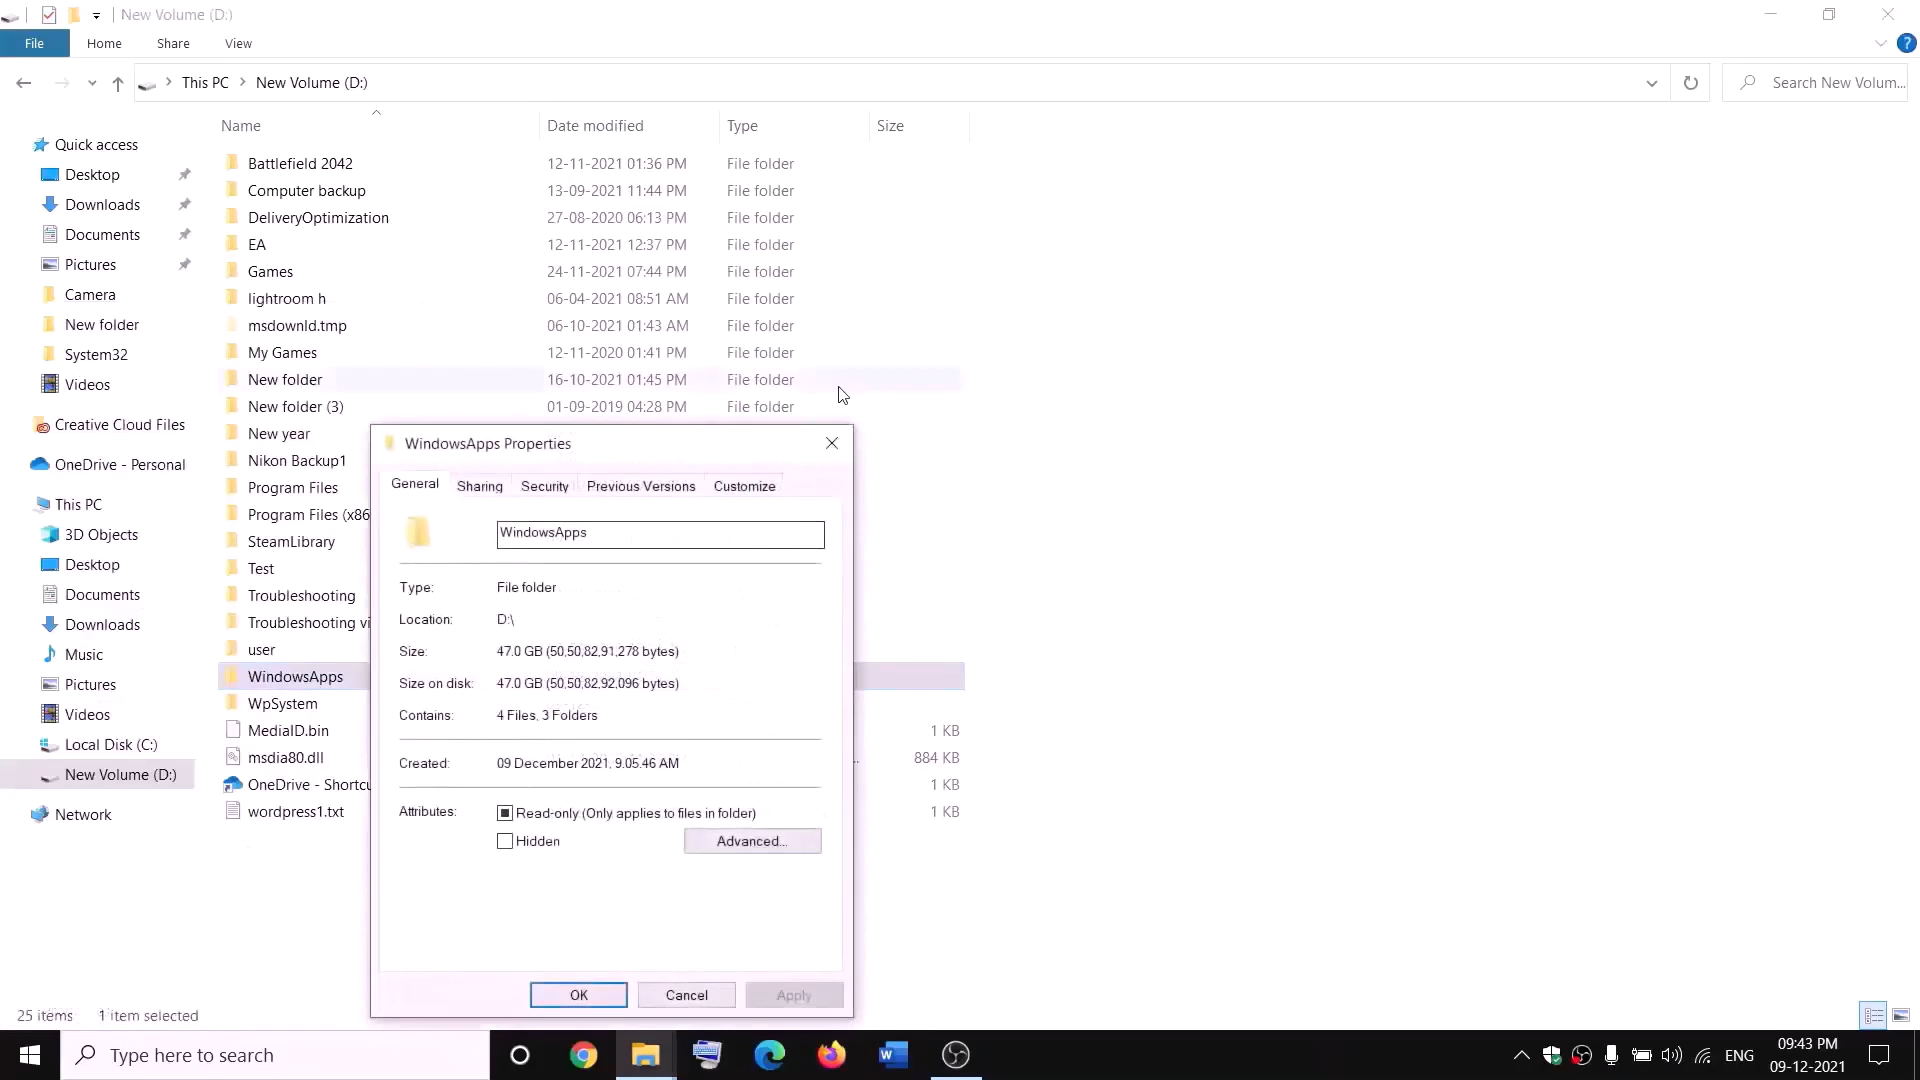 New Volume (D:)
File Home Share View
This PC New Volume (D:) Search New Volum...
Name Date modified Type Size
Quick access
Desktop
Downloads
Documents
Pictures
Camera
New folder
System32
Videos
Creative Cloud Files
OneDrive - Personal
This PC
3D Objects
Desktop
Documents
Downloads
Music
Pictures
Videos
Local Disk (C:)
New Volume (D:)
Network
Battlefield 2042 12-11-2021 01:36 PM File folder
Computer backup 13-09-2021 11:44 PM File folder
DeliveryOptimization 27-08-2020 06:13 PM File folder
EA 12-11-2021 12:37 PM File folder
Games 24-11-2021 07:44 PM File folder
lightroom h 06-04-2021 08:51 AM File folder
msdownld.tmp 06-10-2021 01:43 AM File folder
My Games 12-11-2020 01:41 PM File folder
New folder 16-10-2021 01:45 PM File folder
New folder (3) 01-09-2019 04:28 PM File folder
New year
Nikon Backup1
Program Files
Program Files (x86
SteamLibrary
Test
Troubleshooting
Troubleshooting vi
user
WindowsApps
WpSystem
MediaID.bin 1 KB
msdia80.dll .. 884 KB
OneDrive - Shortcu 1 KB
wordpress1.txt 1 KB
WindowsApps Properties
General Sharing Security Previous Versions Customize
WindowsApps
Type: File folder
Location: D:\
Size: 47.0 GB (50,50,82,91,278 bytes)
Size on disk: 47.0 GB (50,50,82,92,096 bytes)
Contains: 4 Files, 3 Folders
Created: 09 December 2021, 9.05.46 AM
Attributes: Read-only (Only applies to files in folder)
Hidden Advanced...
OK Cancel Apply
25 items 1 item selected
Type here to search
ENG
09:43 PM
09-12-2021